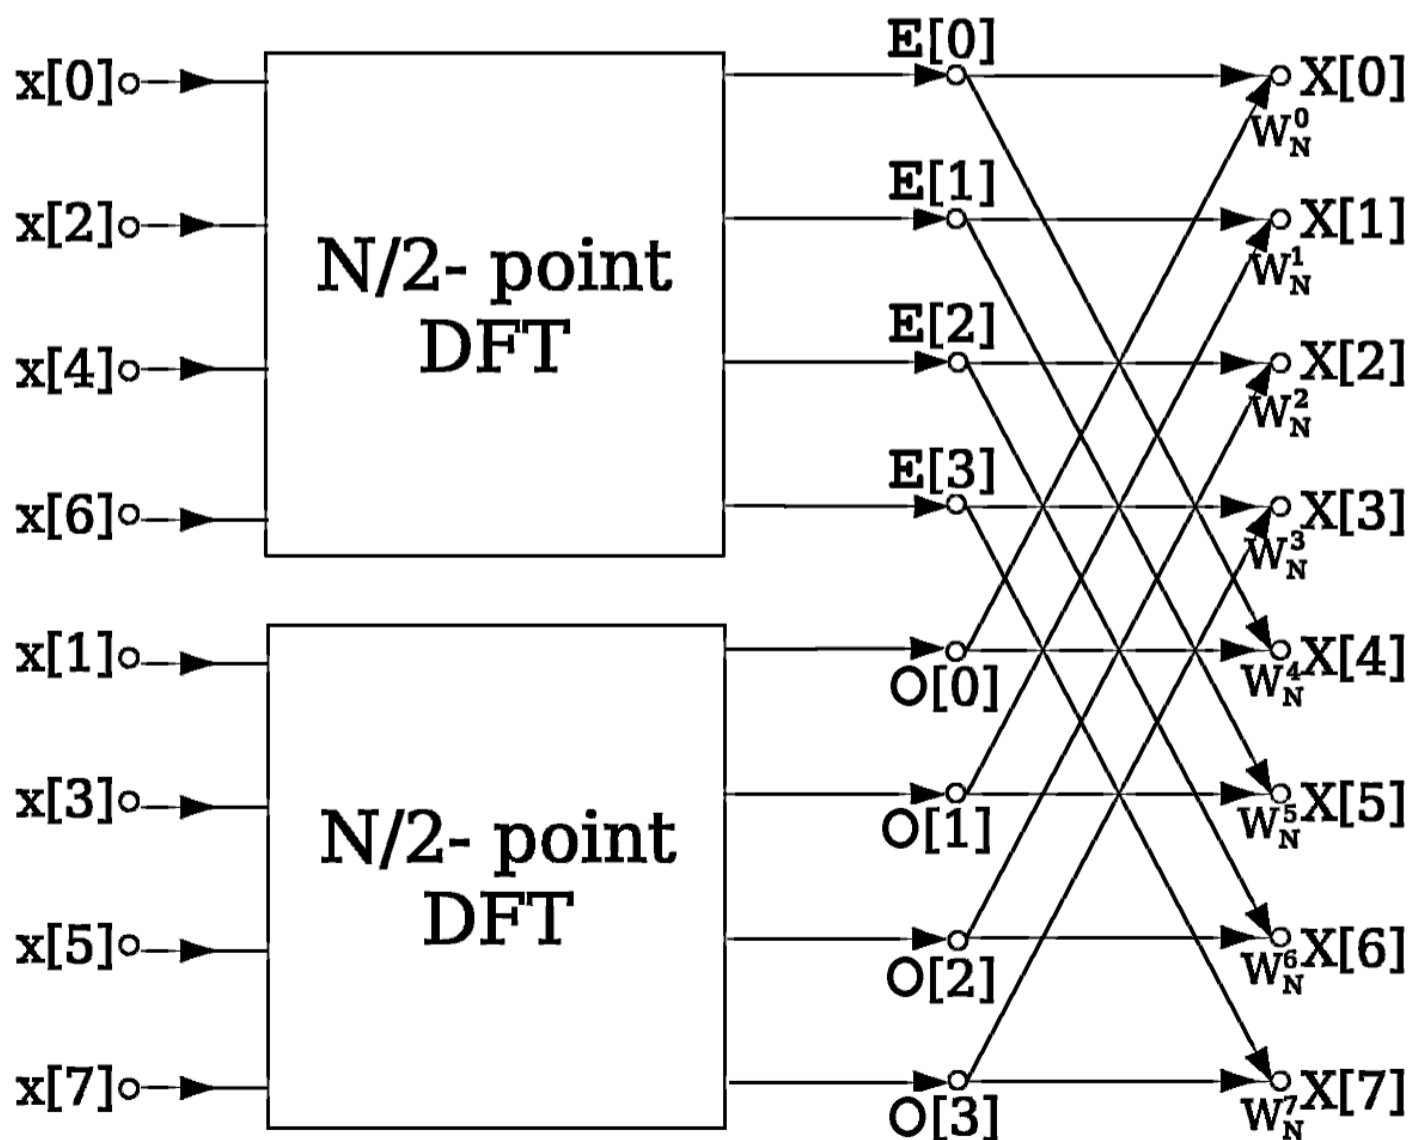 E[0]
x[0] X[0]
W_N^0
E[1]
x[2] X[1]
N/2- point W_N^1
DFT
E[2]
x[4] X[2]
W_N^2
E[3]
x[6] X[3]
W_N^3
x[1] X[4]
O[0] W_N^4
x[3] X[5]
N/2- point O[1] W_N^5
DFT
x[5] X[6]
O[2] W_N^6
x[7] X[7]
O[3] W_N^7